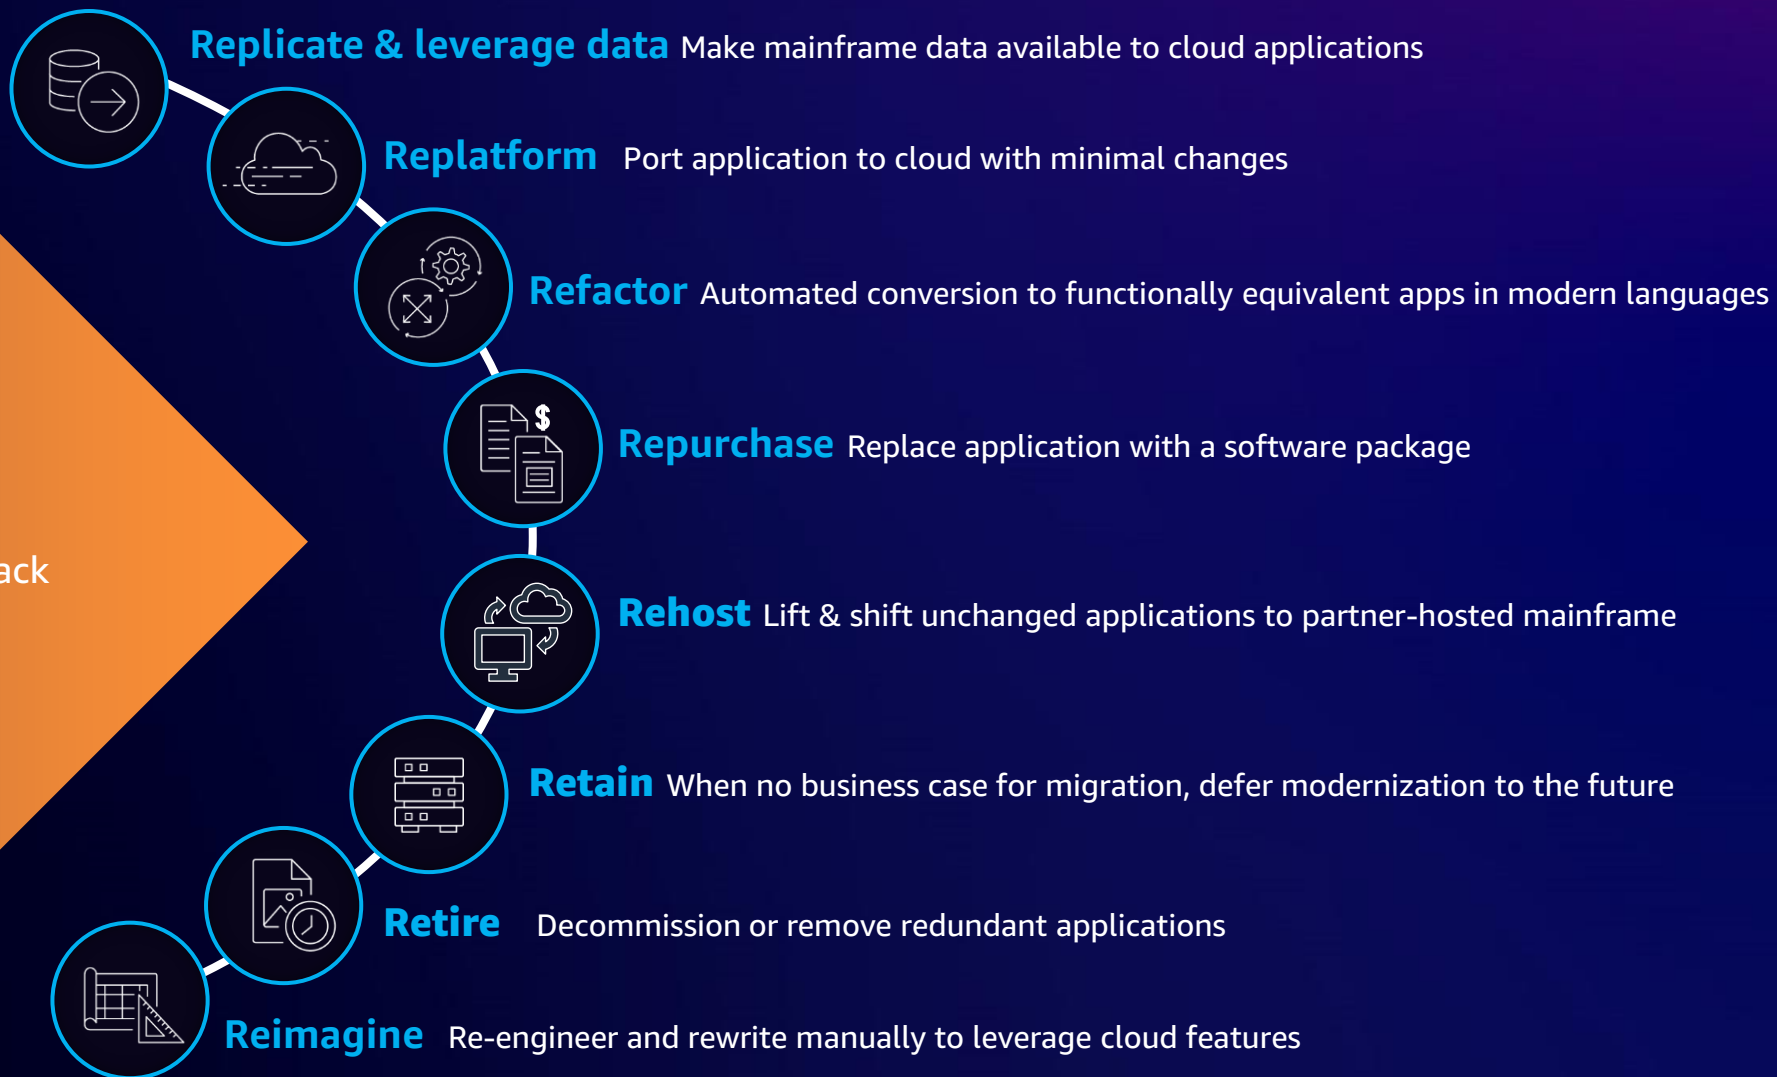 Replicate & leverage data Make mainframe data available to cloud applications
Replatform Port application to cloud with minimal changes
Refactor Automated conversion to functionally equivalent apps in modern languages
$
Repurchase Replace application with a software package
Rehost Lift & shift unchanged applications to partner-hosted mainframe
Retain When no business case for migration, defer modernization to the future
Retire Decommission or remove redundant applications
Reimagine Re-engineer and rewrite manually to leverage cloud features